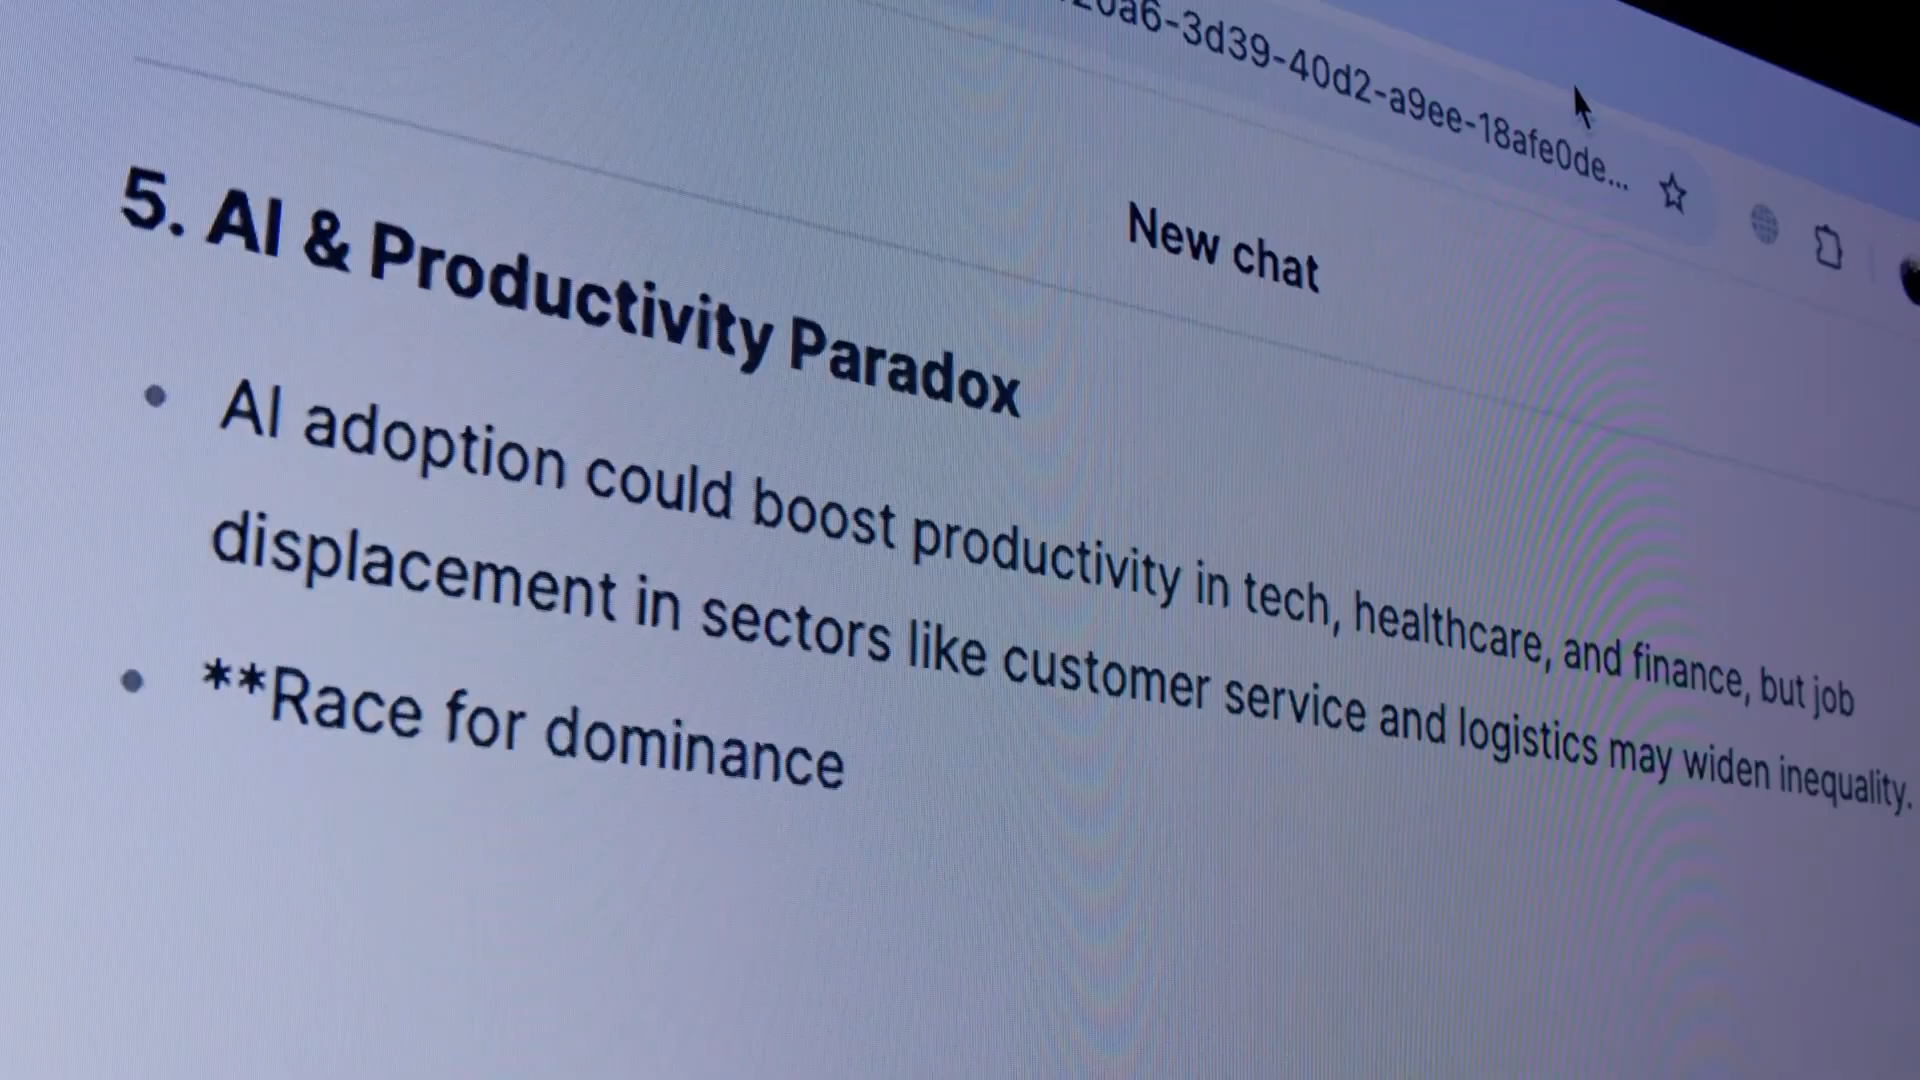 0a6-3d39-40d2-a9ee-18afe0de...
New chat
5. AI & Productivity Paradox
AI adoption could boost productivity in tech, healthcare, and finance, but job
displacement in sectors like customer service and logistics may widen inequality.
**Race for dominance